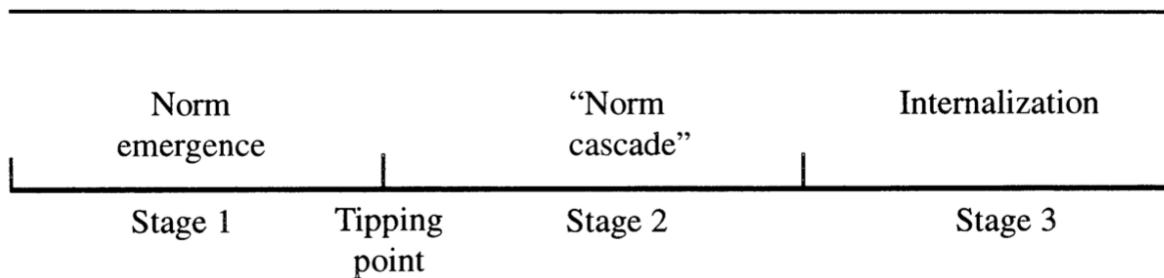 Norm
emergence
“Norm
cascade”
Internalization
Stage 1
Tipping
point
Stage 2
Stage 3